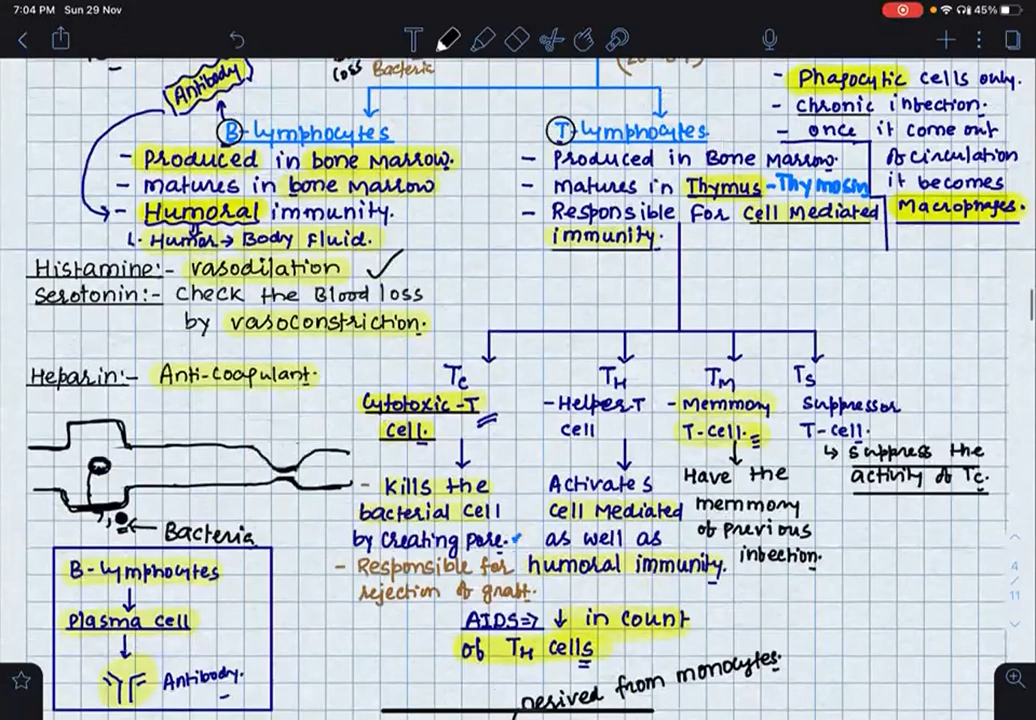 7:04 PM Sun 29 Nov
45%
loss Bacteria
Antibody
B-lymphocytes
- Produced in bone Marrow.
- matures in bone Marrow
- Humoral immunity.
Humor → Body Fluid.
T lymphocytes
- Produced in Bone Marrow.
- matures in Thymus - Thymosin
- Responsible for Cell Mediated
immunity.
- Phagocytic cells only.
- chronic infection.
- once it come out
of circulation
it becomes
Macrophages.
Histamine:- vasodilation
Serotonin:- Check the Blood loss
by vasoconstriction.
Heparin:- Anti-coagulant.
Bacteria
B-lymphocytes
Plasma cell
Antibody.
Tc
Cytotoxic-T
cell.
- Kills the
bacterial cell
by creating pore.
- Responsible for
rejection of graft.
TH
- Helper T
cell
Activates
cell Mediated
as well as
humoral immunity.
TM
- Memmory
T-cell.
Have the
memmory
of previous
infection.
Ts
Suppressor
T-cell.
suppress the
activity of Tc.
AIDS ⇒ ↓ in count
of TH cells
Derived from monocytes.
4
/
11